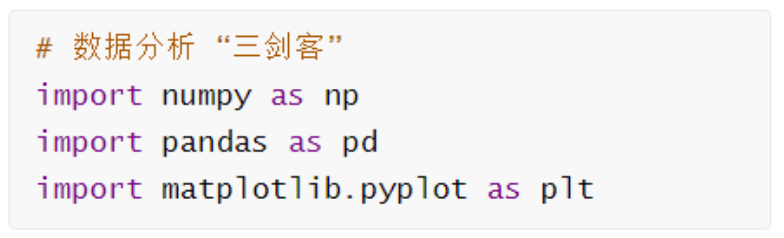 # 数据分析 “三剑客”
import numpy as np
import pandas as pd
import matplotlib.pyplot as plt